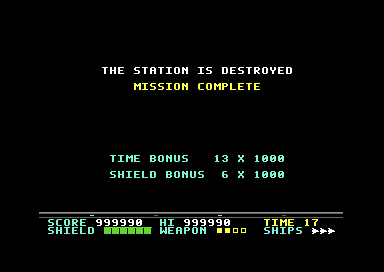 THE STATION IS DESTROYED
MISSION COMPLETE
TIME BONUS 13 X 1000
SHIELD BONUS 6 X 1000
SCORE 999990 HI 999990 TIME 17
SHIELD WEAPON SHIPS